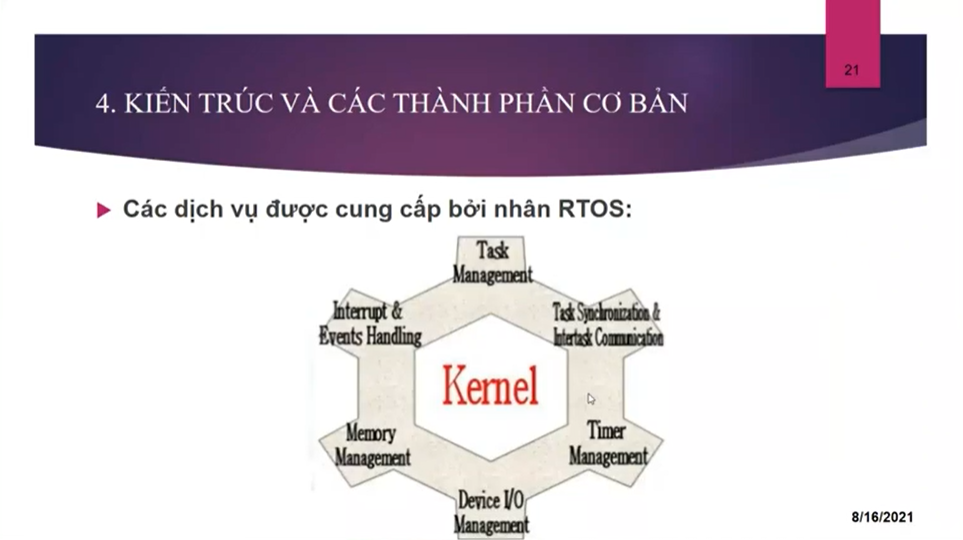 21
4. KIẾN TRÚC VÀ CÁC THÀNH PHẦN CƠ BẢN
Các dịch vụ được cung cấp bởi nhân RTOS:
Task
Management
Interrupt &
Events Handling
Task Synchronization &
Intertask Communication
Kernel
Memory
Management
Timer
Management
Device I/O
Management
8/16/2021